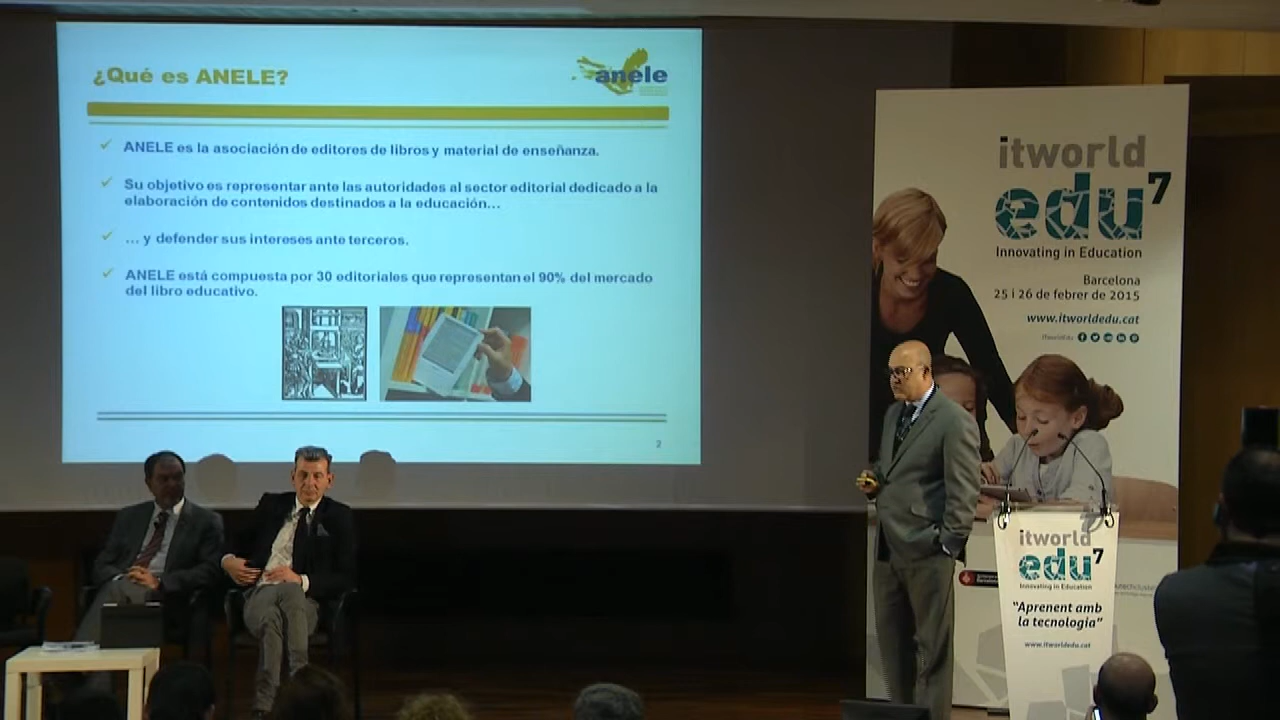 ¿Qué es ANELE?
anele
ANELE es la asociación de editores de libros y material de enseñanza.
Su objetivo es representar ante las autoridades al sector editorial dedicado a la
elaboración de contenidos destinados a la educación…
… y defender sus intereses ante terceros.
ANELE está compuesta por 30 editoriales que representan el 90% del mercado
del libro educativo.
2
itworld
edu7
Innovating in Education
Barcelona
25 i 26 de febrer de 2015
www.itworldedu.cat
itworldedu
itworld
edu7
Innovating in Education
"Aprenent amb
la tecnologia"
www.itworldedu.cat